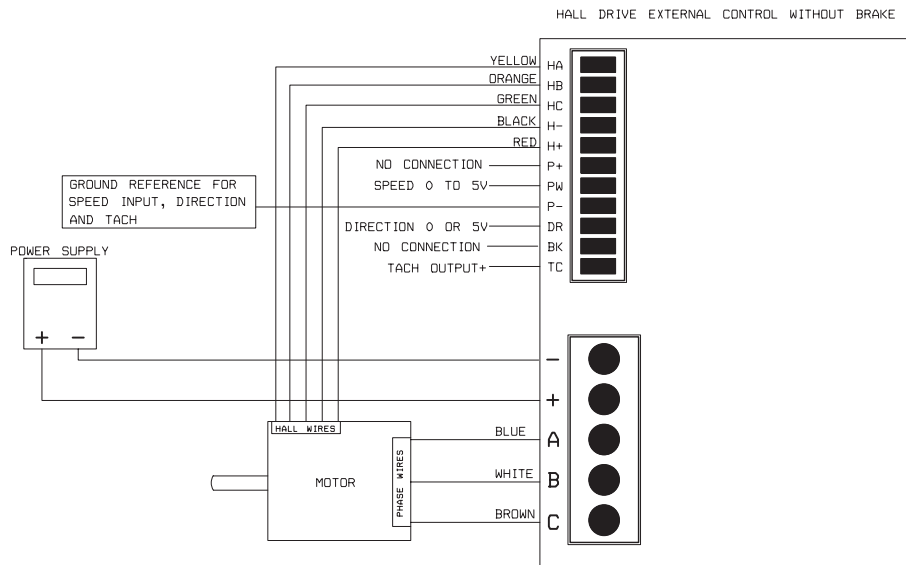 HALL DRIVE EXTERNAL CONTROL WITHOUT BRAKE
YELLOW HA
ORANGE HB
GREEN HC
BLACK H-
RED H+
NO CONNECTION P+
SPEED 0 TO 5V PW
P-
GROUND REFERENCE FOR
SPEED INPUT, DIRECTION
AND TACH
DIRECTION 0 OR 5V DR
NO CONNECTION BK
TACH OUTPUT+ TC
POWER SUPPLY
+ -
-
+
HALL WIRES
BLUE A
MOTOR
PHASE WIRES
WHITE B
BROWN C